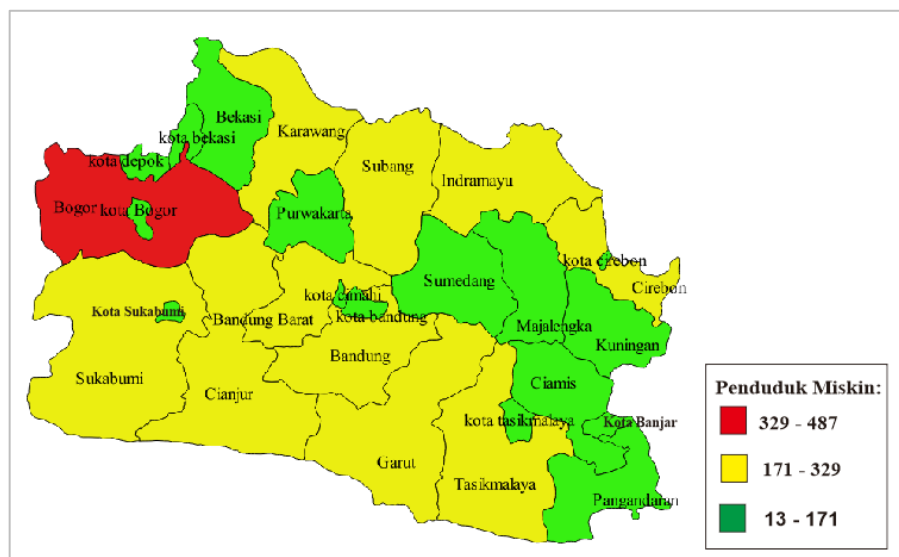 Bekasi
kota bekasi
Karawang
kota depok
Subang
Indramayu
Bogor
kota Bogor
Purwakarta
kota cirebon
Sumedang
Cirebon
kota cimahi
Kota Sukabumi
Bandung Barat
kota bandung
Majalengka
Kuningan
Bandung
Sukabumi
Cianjur
Ciamis
kota tasikmalaya
Kota Banjar
Garut
Tasikmalaya
Pangandaran
Penduduk Miskin:
329 - 487
171 - 329
13 - 171